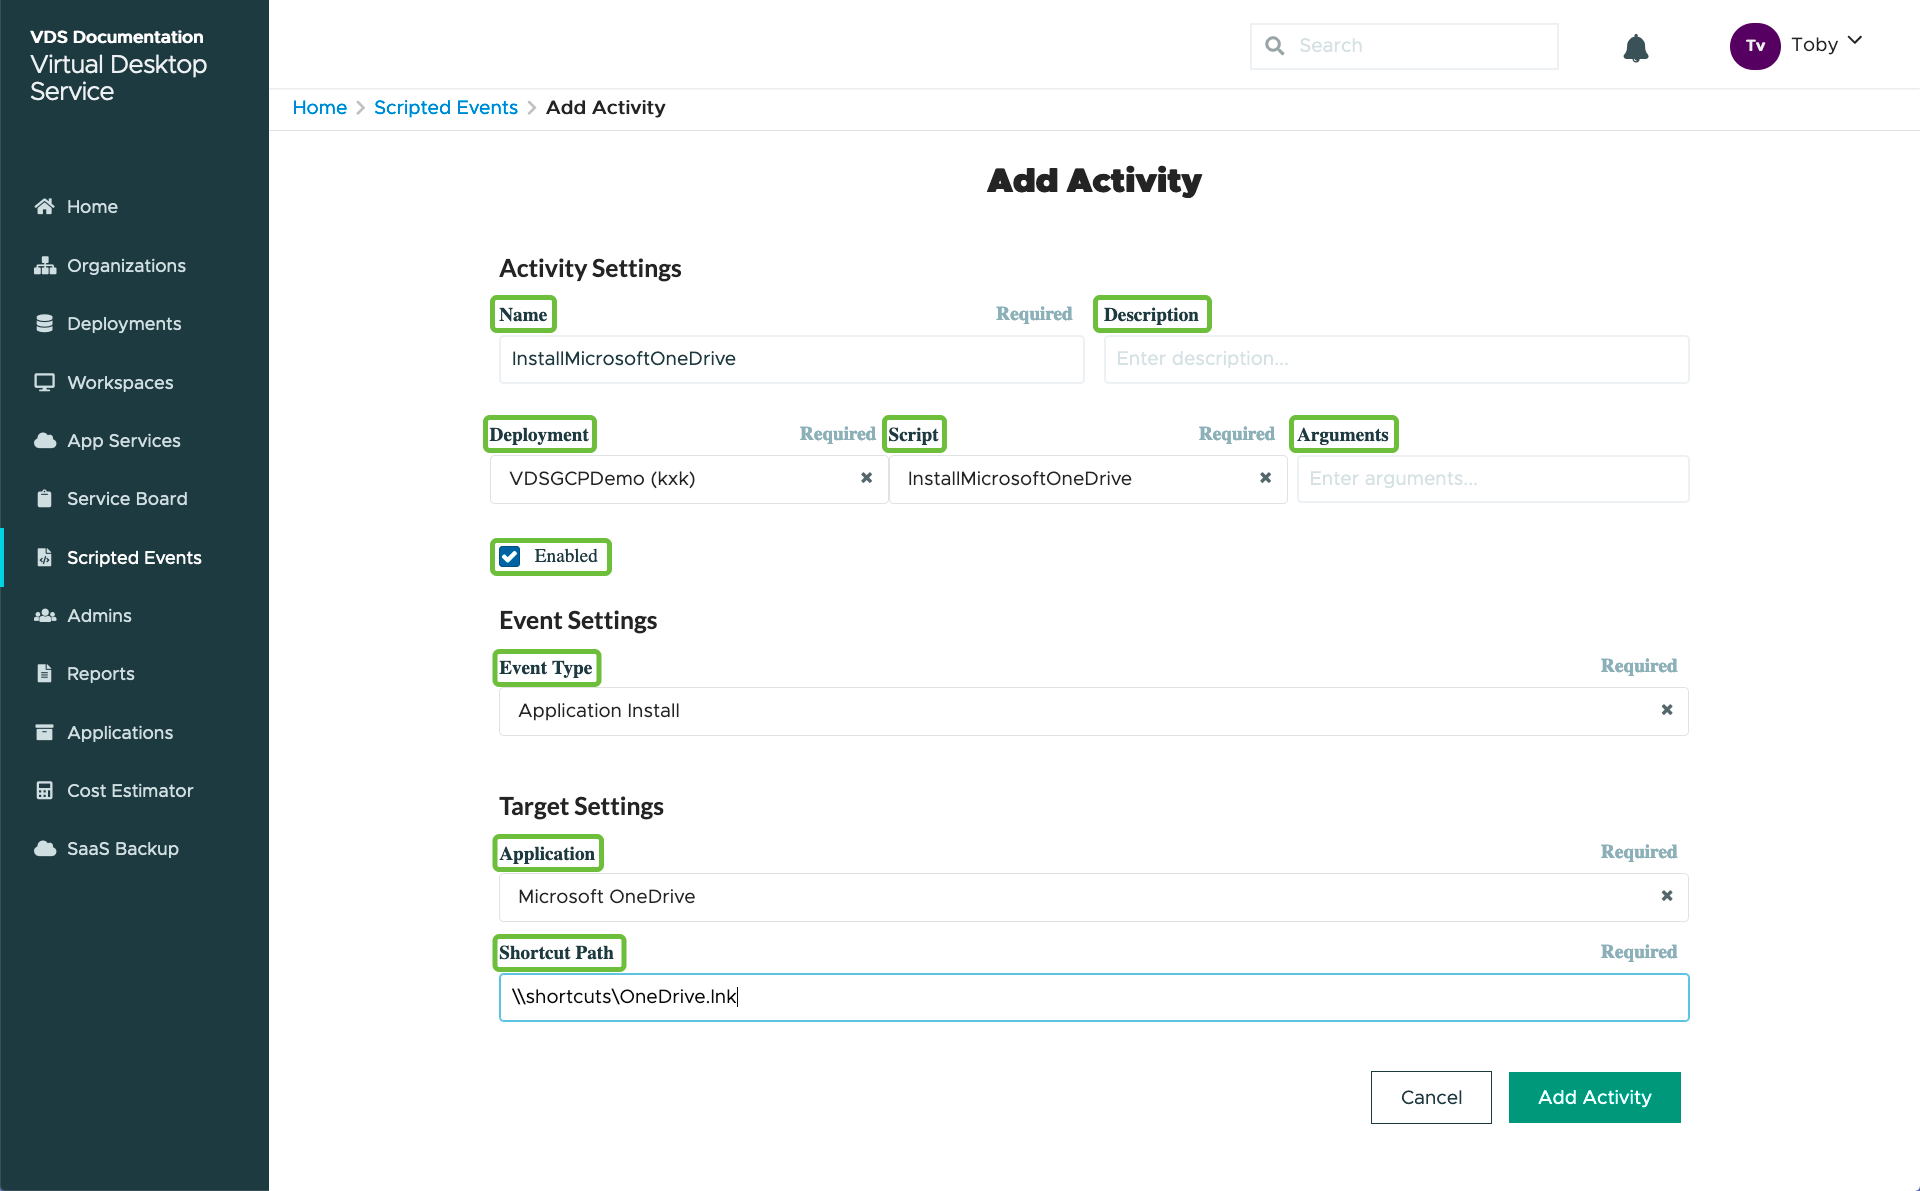 VDS Documentation
Virtual Desktop
Service
Search
Tv
Toby
Home
Scripted Events
Add Activity
Home
Organizations
Deployments
Workspaces
App Services
Service Board
Scripted Events
Admins
Reports
Applications
Cost Estimator
SaaS Backup
Add Activity
Activity Settings
Name
Required
Description
InstallMicrosoftOneDrive
Enter description...
Deployment
Required
Script
Required
Arguments
VDSGCPDemo (kxk)
InstallMicrosoftOneDrive
Enter arguments...
Enabled
Event Settings
Event Type
Required
Application Install
Target Settings
Application
Required
Microsoft OneDrive
Shortcut Path
Required
\\shortcuts\OneDrive.lnk
Cancel
Add Activity